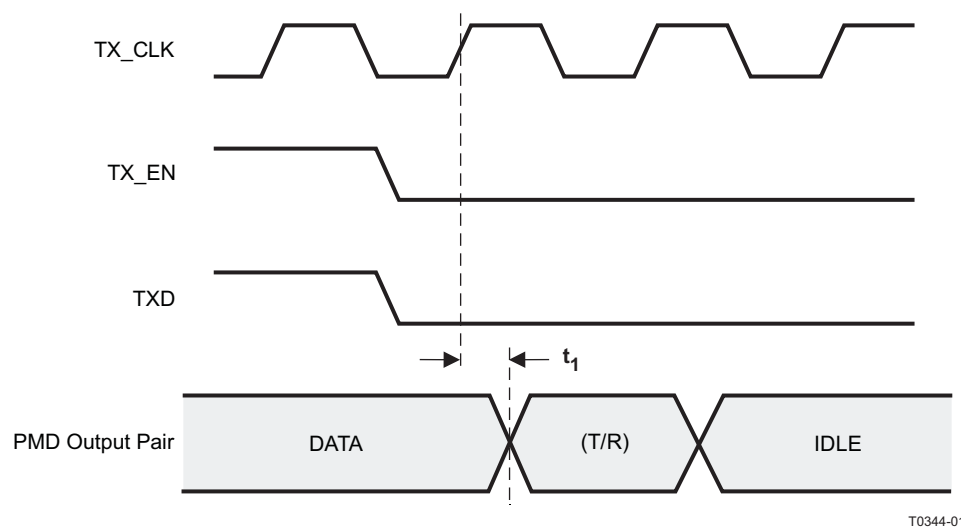 TX_CLK
TX_EN
TXD
t1
PMD Output Pair
DATA
(T/R)
IDLE